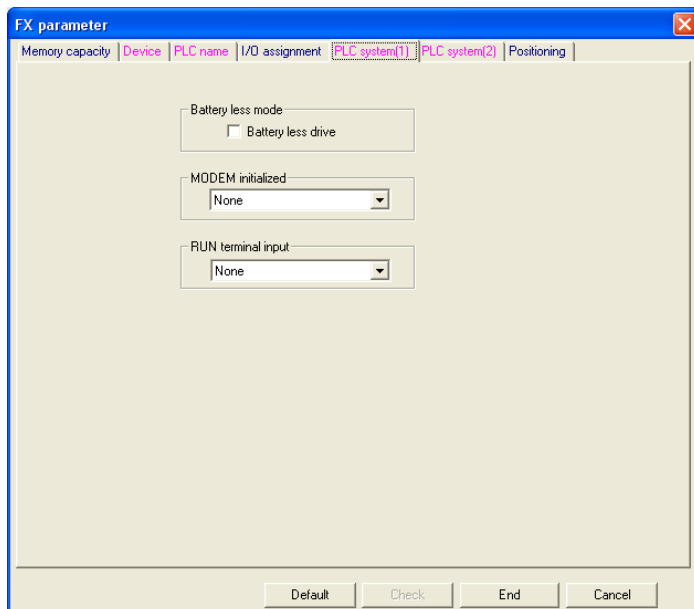 FX parameter
Memory capacity Device PLC name I/O assignment PLC system(1) PLC system(2) Positioning
Battery less mode
Battery less drive
MODEM initialized
None
RUN terminal input
None
Default Check End Cancel